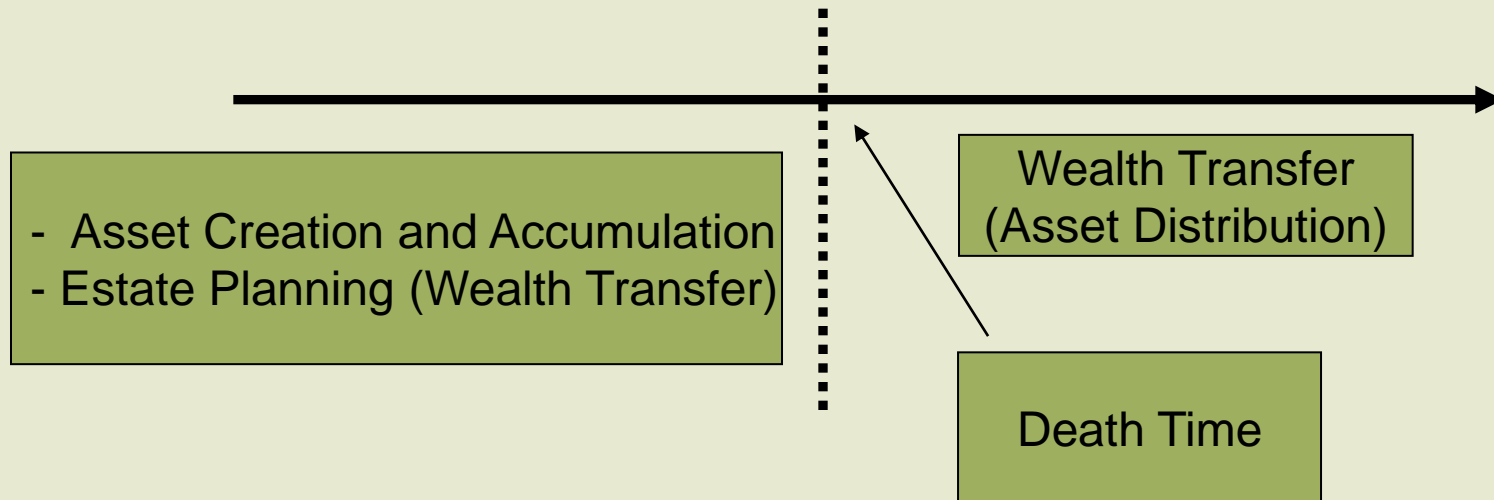 - Asset Creation and Accumulation
- Estate Planning (Wealth Transfer)
Wealth Transfer
(Asset Distribution)
Death Time